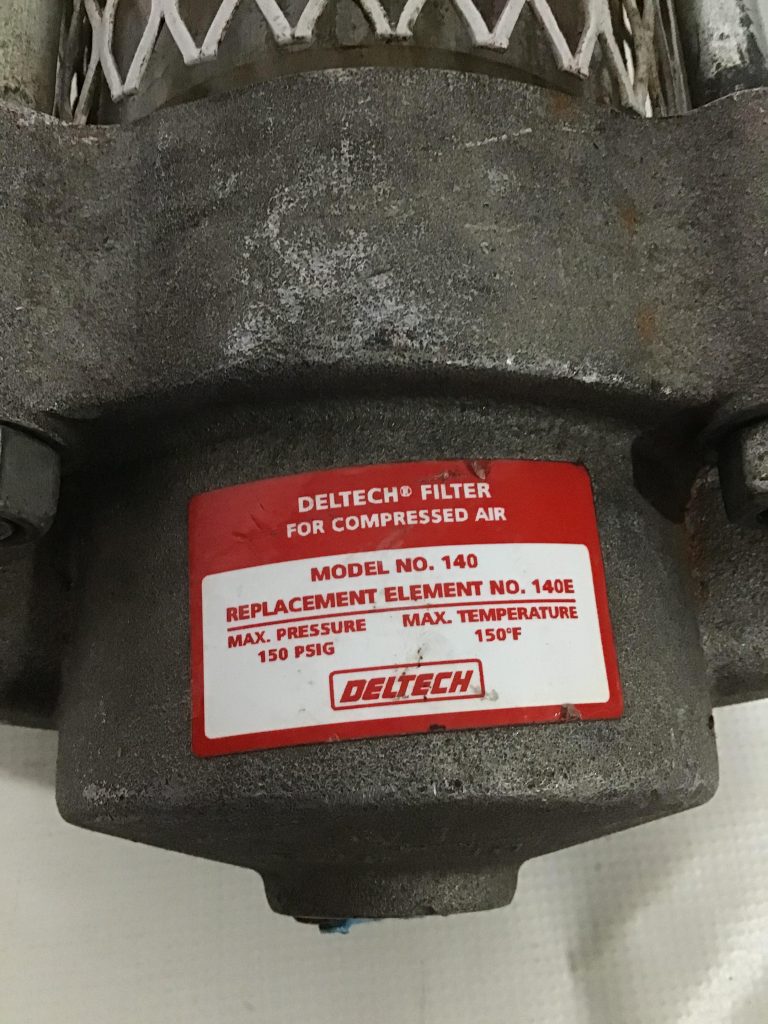 DELTECH® FILTER
FOR COMPRESSED AIR
MODEL NO. 140
REPLACEMENT ELEMENT NO. 140E
MAX. PRESSURE
150 PSIG
MAX. TEMPERATURE
150°F
DELTECH